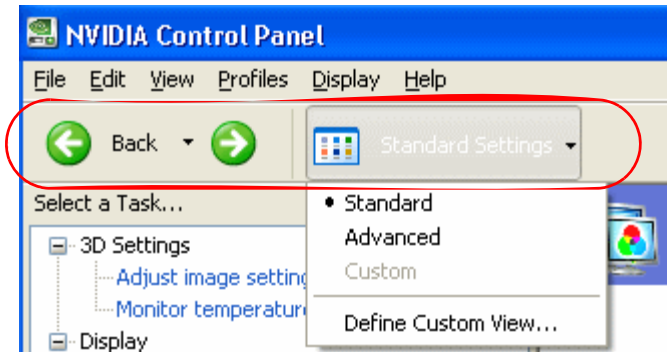 NVIDIA Control Panel
File Edit View Profiles Display Help
Back Standard Settings
Select a Task...
Standard
Advanced
Custom
Define Custom View...
3D Settings
Adjust image setting
Monitor temperatur
Display